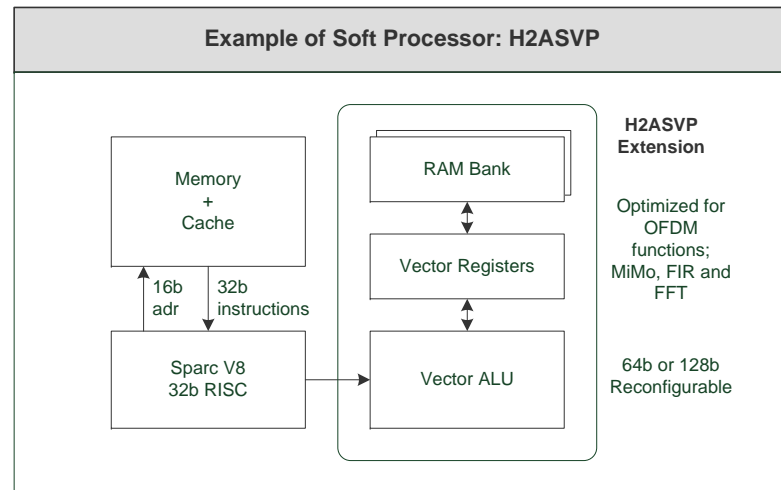 Example of Soft Processor: H2ASVP
Memory
+
Cache
16b
adr
32b
instructions
Sparc V8
32b RISC
RAM Bank
Vector Registers
Vector ALU
H2ASVP
Extension
Optimized for
OFDM
functions;
MiMo, FIR and
FFT
64b or 128b
Reconfigurable